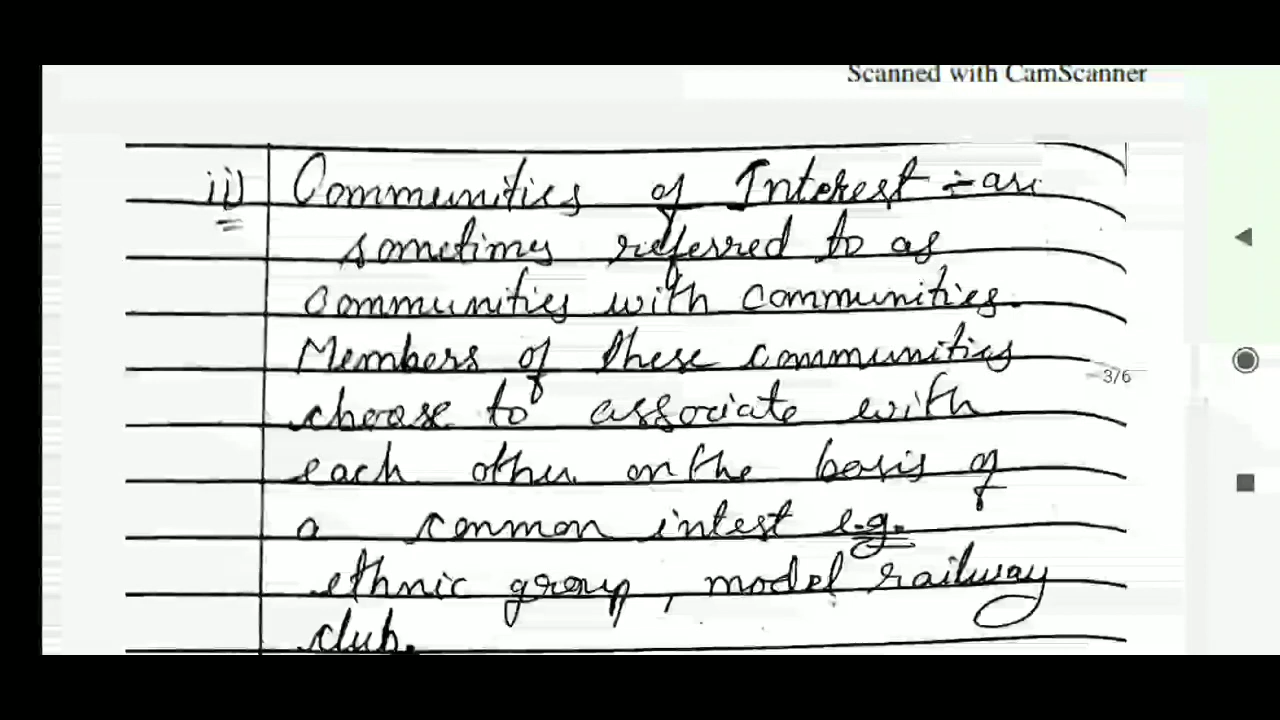 Scanned with CamScanner
ii) Communities of Interest :- are
sometimes referred to as
communities with communities.
Members of these communities
choose to associate with
3/6
each other on the basis of
a common intest e.g.
ethnic group, model railway
club.